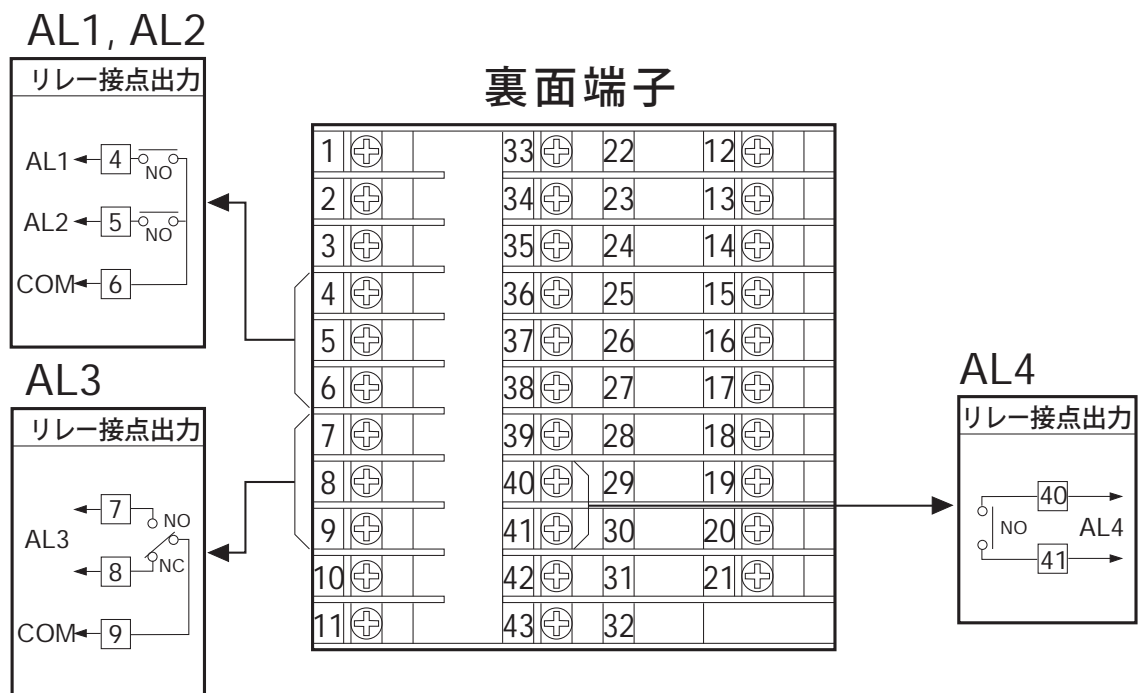 AL1, AL2
リレー接点出力
AL1 4 NO
AL2 5 NO
COM 6
AL3
リレー接点出力
7 NO
AL3
8 NC
COM 9
裏面端子
1 33 22 12
2 34 23 13
3 35 24 14
4 36 25 15
5 37 26 16
6 38 27 17
7 39 28 18
8 40 29 19
9 41 30 20
10 42 31 21
11 43 32
AL4
リレー接点出力
40
NO AL4
41